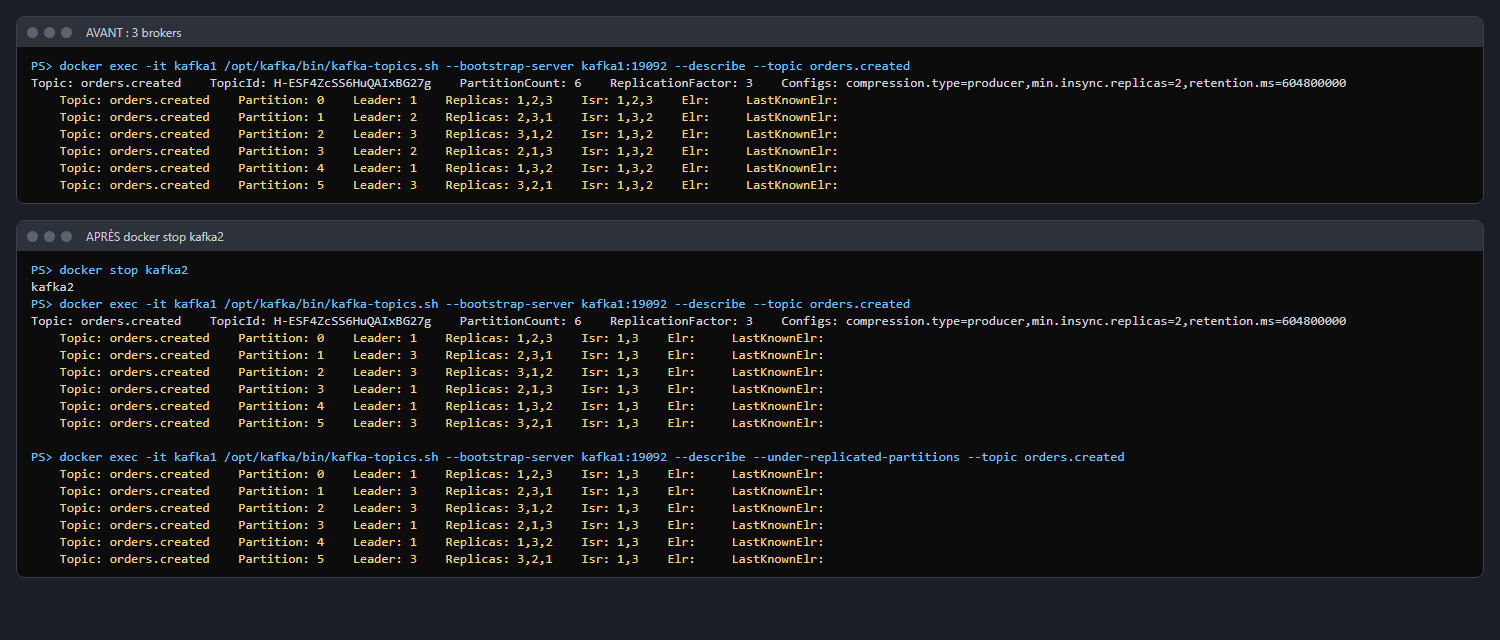 AVANT : 3 brokers
PS> docker exec -it kafka1 /opt/kafka/bin/kafka-topics.sh --bootstrap-server kafka1:19092 --describe --topic orders.created
Topic: orders.created    TopicId: H-ESF4ZcSS6HuQAIxBG27g    PartitionCount: 6    ReplicationFactor: 3    Configs: compression.type=producer,min.insync.replicas=2,retention.ms=604800000
    Topic: orders.created    Partition: 0    Leader: 1    Replicas: 1,2,3    Isr: 1,2,3    Elr:     LastKnownElr:
    Topic: orders.created    Partition: 1    Leader: 2    Replicas: 2,3,1    Isr: 1,3,2    Elr:     LastKnownElr:
    Topic: orders.created    Partition: 2    Leader: 3    Replicas: 3,1,2    Isr: 1,3,2    Elr:     LastKnownElr:
    Topic: orders.created    Partition: 3    Leader: 2    Replicas: 2,1,3    Isr: 1,3,2    Elr:     LastKnownElr:
    Topic: orders.created    Partition: 4    Leader: 1    Replicas: 1,3,2    Isr: 1,3,2    Elr:     LastKnownElr:
    Topic: orders.created    Partition: 5    Leader: 3    Replicas: 3,2,1    Isr: 1,3,2    Elr:     LastKnownElr:
APRÈS docker stop kafka2
PS> docker stop kafka2
kafka2
PS> docker exec -it kafka1 /opt/kafka/bin/kafka-topics.sh --bootstrap-server kafka1:19092 --describe --topic orders.created
Topic: orders.created    TopicId: H-ESF4ZcSS6HuQAIxBG27g    PartitionCount: 6    ReplicationFactor: 3    Configs: compression.type=producer,min.insync.replicas=2,retention.ms=604800000
    Topic: orders.created    Partition: 0    Leader: 1    Replicas: 1,2,3    Isr: 1,3    Elr:     LastKnownElr:
    Topic: orders.created    Partition: 1    Leader: 3    Replicas: 2,3,1    Isr: 1,3    Elr:     LastKnownElr:
    Topic: orders.created    Partition: 2    Leader: 3    Replicas: 3,1,2    Isr: 1,3    Elr:     LastKnownElr:
    Topic: orders.created    Partition: 3    Leader: 1    Replicas: 2,1,3    Isr: 1,3    Elr:     LastKnownElr:
    Topic: orders.created    Partition: 4    Leader: 1    Replicas: 1,3,2    Isr: 1,3    Elr:     LastKnownElr:
    Topic: orders.created    Partition: 5    Leader: 3    Replicas: 3,2,1    Isr: 1,3    Elr:     LastKnownElr:
PS> docker exec -it kafka1 /opt/kafka/bin/kafka-topics.sh --bootstrap-server kafka1:19092 --describe --under-replicated-partitions --topic orders.created
    Topic: orders.created    Partition: 0    Leader: 1    Replicas: 1,2,3    Isr: 1,3    Elr:     LastKnownElr:
    Topic: orders.created    Partition: 1    Leader: 3    Replicas: 2,3,1    Isr: 1,3    Elr:     LastKnownElr:
    Topic: orders.created    Partition: 2    Leader: 3    Replicas: 3,1,2    Isr: 1,3    Elr:     LastKnownElr:
    Topic: orders.created    Partition: 3    Leader: 1    Replicas: 2,1,3    Isr: 1,3    Elr:     LastKnownElr:
    Topic: orders.created    Partition: 4    Leader: 1    Replicas: 1,3,2    Isr: 1,3    Elr:     LastKnownElr:
    Topic: orders.created    Partition: 5    Leader: 3    Replicas: 3,2,1    Isr: 1,3    Elr:     LastKnownElr: